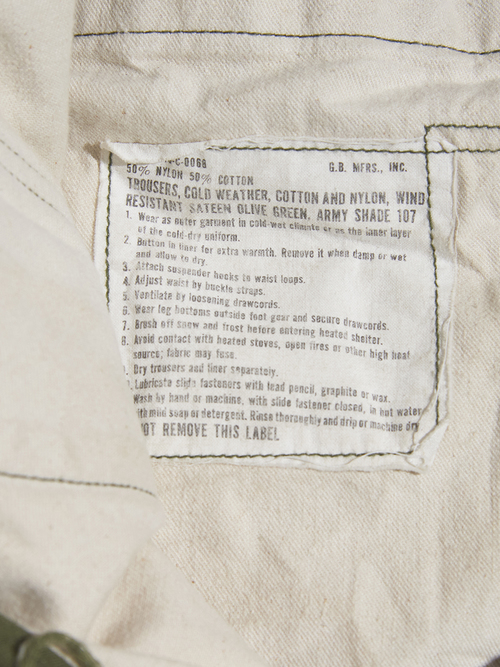 -C-0068 G.B. MFRS., INC.
50% NYLON 50% COTTON
TROUSERS, COLD WEATHER, COTTON AND NYLON, WIND
RESISTANT SATEEN OLIVE GREEN, ARMY SHADE 107
1. Wear as outer garment in cold-wet climate or as the inner layer
of the cold-dry uniform.
2. Button in liner for extra warmth. Remove it when damp or wet
and allow to dry.
3. Attach suspender hooks to waist loops.
4. Adjust waist by buckle straps.
5. Ventilate by loosening drawcords.
6. Wear leg bottoms outside foot gear and secure drawcords.
7. Brush off snow and frost before entering heated shelter.
8. Avoid contact with heated stoves, open fires or other high heat
source; fabric may fuse.
. Dry trousers and liner separately.
. Lubricate slide fasteners with lead pencil, graphite or wax.
Wash by hand or machine, with slide fastener closed, in hot water
ith mild soap or detergent. Rinse thoroughly and drip or machine dry
OT REMOVE THIS LABEL